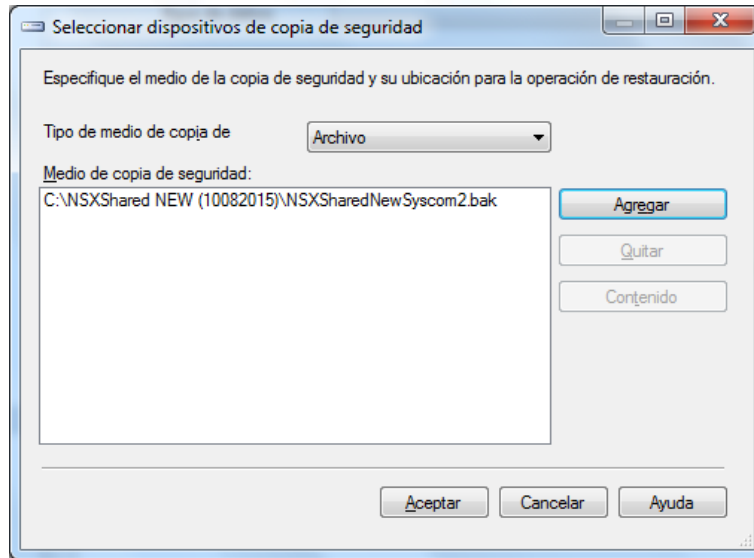 Seleccionar dispositivos de copia de seguridad
Especifique el medio de la copia de seguridad y su ubicación para la operación de restauración.
Tipo de medio de copia de
Archivo
Medio de copia de seguridad:
C:\NSXShared NEW (10082015)\NSXSharedNewSyscom2.bak
Agregar
Quitar
Contenido
Aceptar
Cancelar
Ayuda